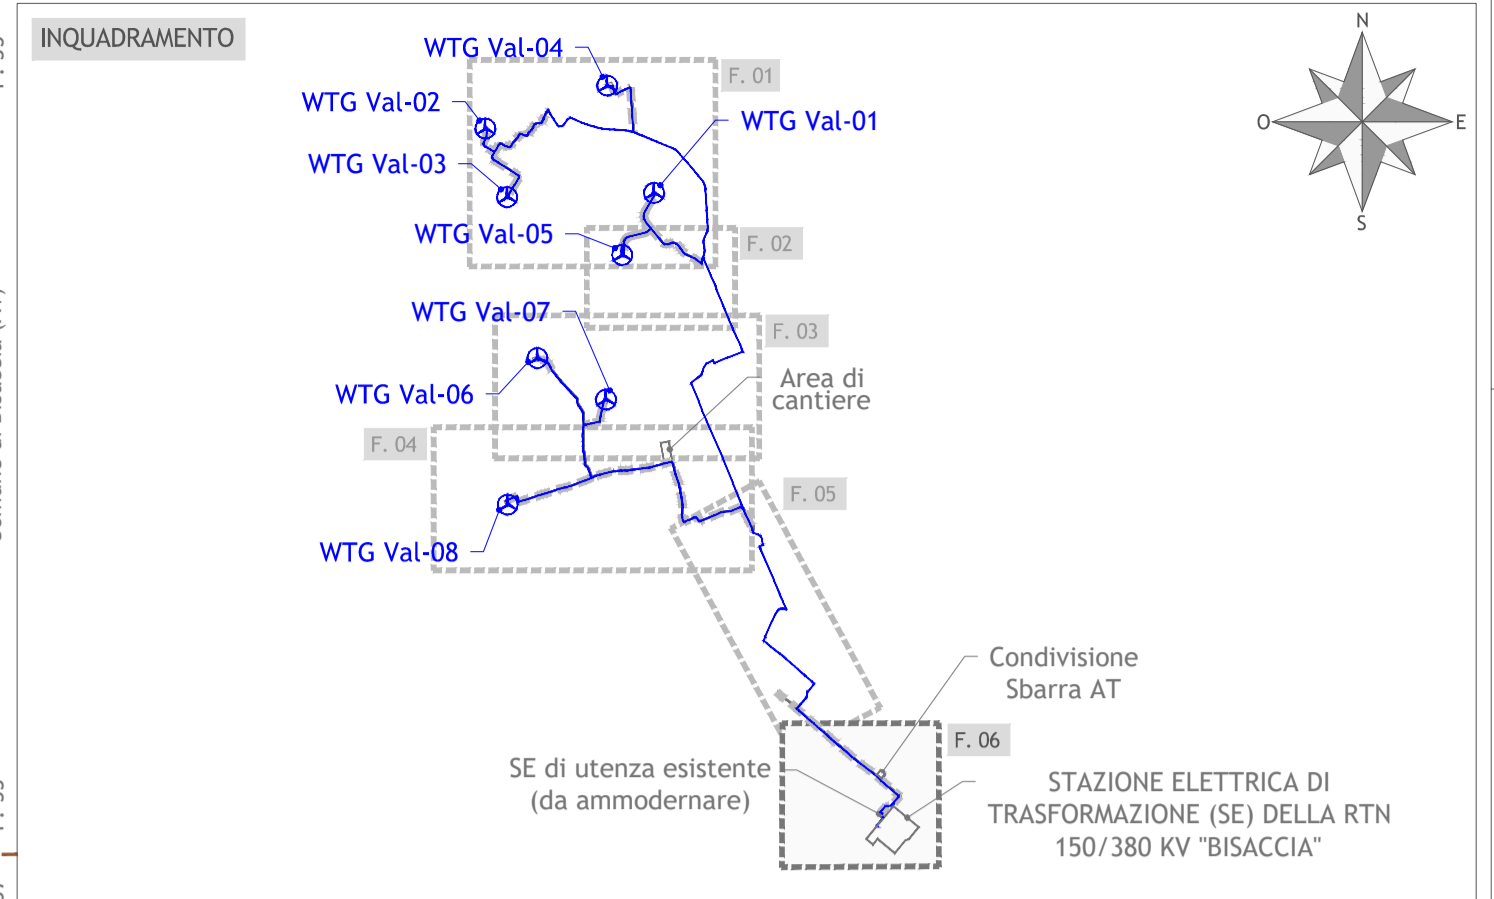 INQUADRAMENTO
N
O
E
S
WTG Val-04
F. 01
WTG Val-02
WTG Val-01
WTG Val-03
WTG Val-05
F. 02
WTG Val-07
F. 03
Area di
cantiere
WTG Val-06
F. 04
F. 05
WTG Val-08
Condivisione
Sbarra AT
F. 06
SE di utenza esistente
(da ammodernare)
STAZIONE ELETTRICA DI
TRASFORMAZIONE (SE) DELLA RTN
150/380 KV "BISACCIA"